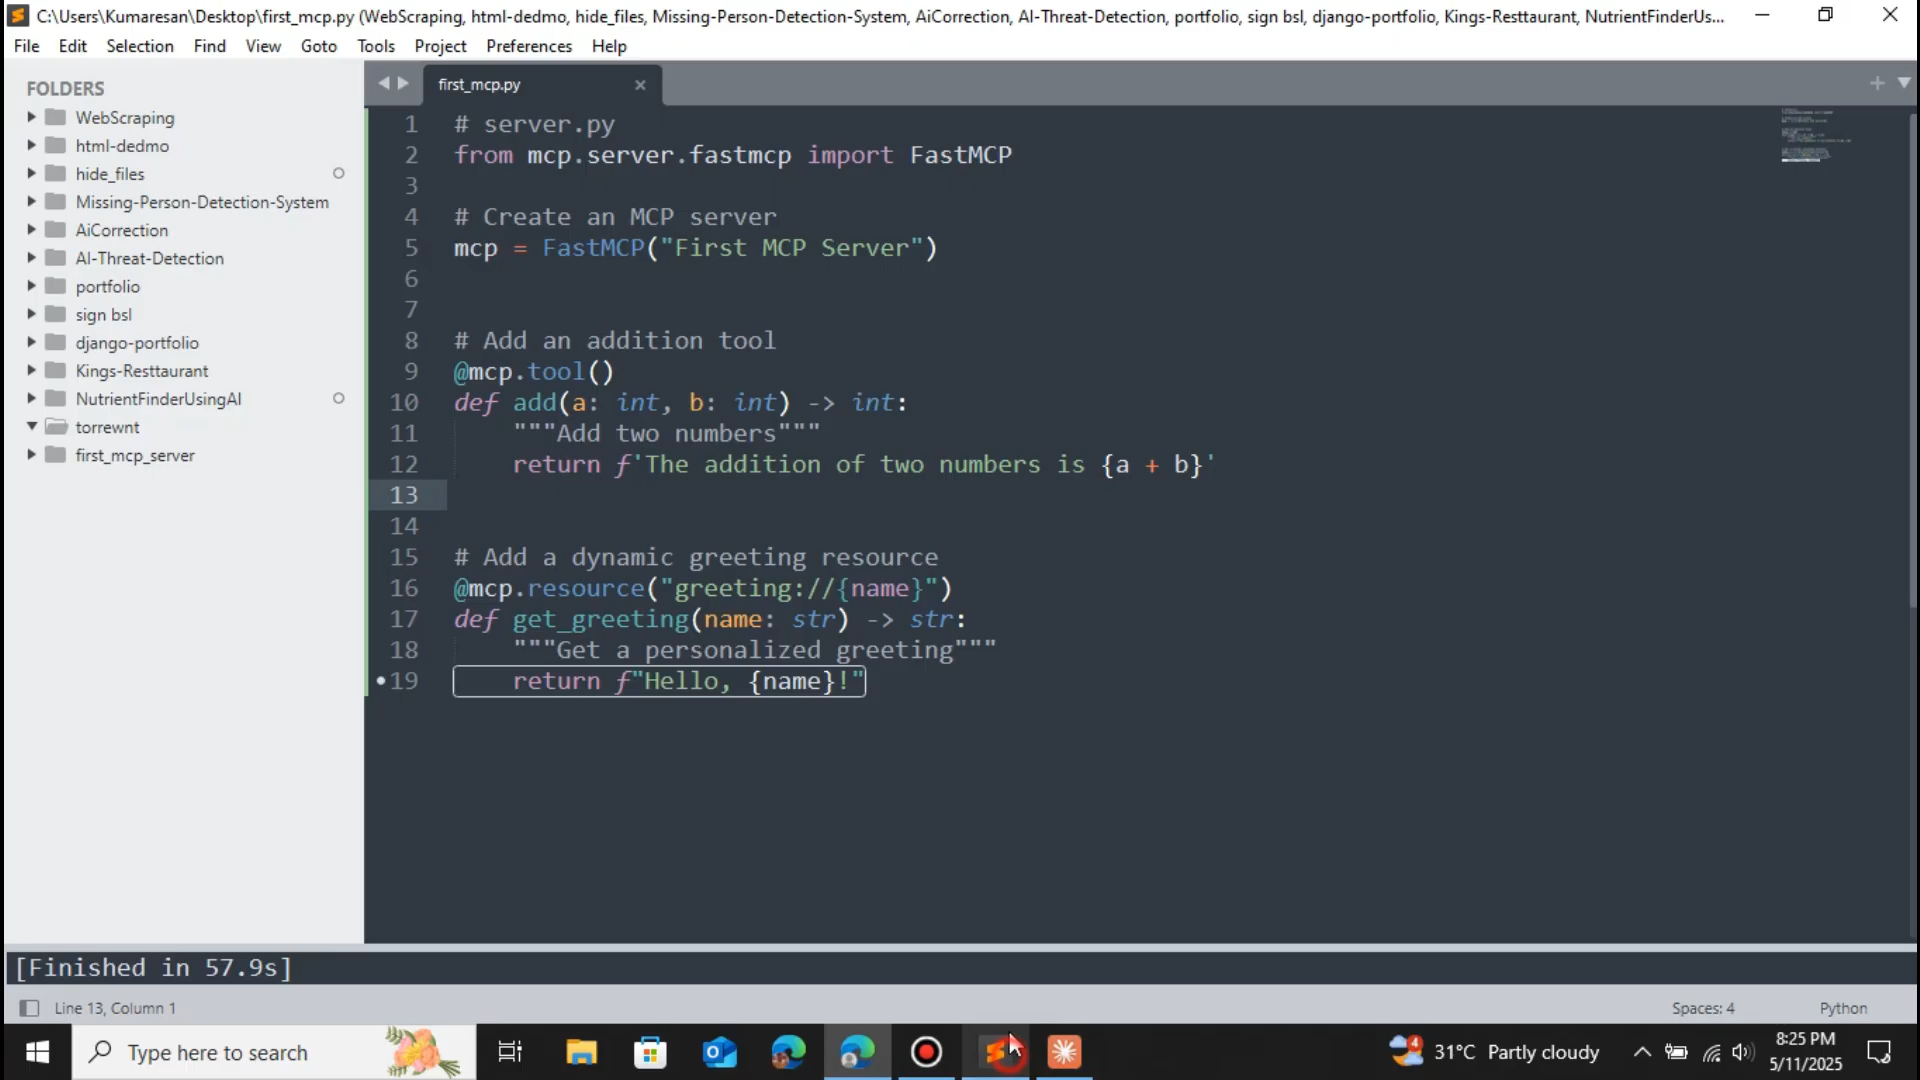 C:\Users\Kumaresan\Desktop\first_mcp.py (WebScraping, html-dedmo, hide_files, Missing-Person-Detection-System, AiCorrection, AI-Threat-Detection, portfolio, sign bsl, django-portfolio, Kings-Resttaurant, NutrientFinderUs...
File Edit Selection Find View Goto Tools Project Preferences Help
FOLDERS
WebScraping
html-dedmo
hide_files
Missing-Person-Detection-System
AiCorrection
AI-Threat-Detection
portfolio
sign bsl
django-portfolio
Kings-Resttaurant
NutrientFinderUsingAI
torrewnt
first_mcp_server
first_mcp.py
1 # server.py
2 from mcp.server.fastmcp import FastMCP
3
4 # Create an MCP server
5 mcp = FastMCP("First MCP Server")
6
7
8 # Add an addition tool
9 @mcp.tool()
10 def add(a: int, b: int) -> int:
11     """Add two numbers"""
12     return f'The addition of two numbers is {a + b}'
13
14
15 # Add a dynamic greeting resource
16 @mcp.resource("greeting://{name}")
17 def get_greeting(name: str) -> str:
18     """Get a personalized greeting"""
19     return f"Hello, {name}!"
[Finished in 57.9s]
Line 13, Column 1
Spaces: 4
Python
Type here to search
4
31°C Partly cloudy
8:25 PM
5/11/2025